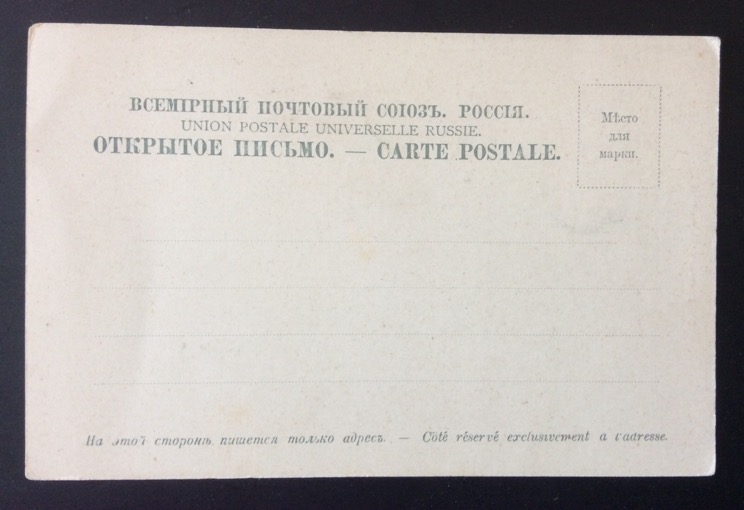 ВСЕМІРНЫЙ ПОЧТОВЫЙ СОЮЗЪ. РОССІЯ.
UNION POSTALE UNIVERSELLE RUSSIE.
ОТКРЫТОЕ ПИСЬМО. — CARTE POSTALE.
Мѣсто
для
марки.
На этой сторонѣ пишется только адресъ. — Côté réservé exclusivement a l'adresse.